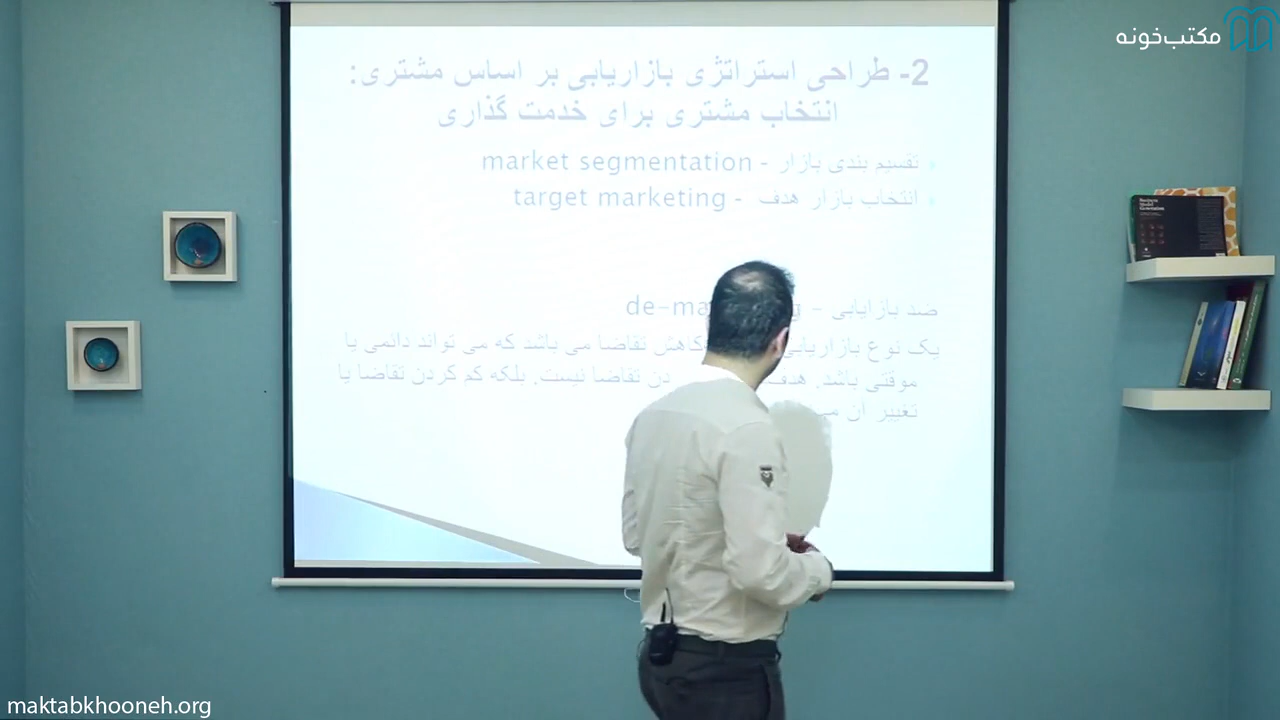 مکتب‌خونه
2- طراحی استراتژی بازاریابی بر اساس مشتری:
انتخاب مشتری برای خدمت گذاری
تقسیم بندی بازار - market segmentation
انتخاب بازار هدف - target marketing
ضد بازاریابی - de-ma
یک نوع بازاریابی کاهش تقاضا می باشد که می تواند دائمی یا
موقتی باشد. هدف دن تقاضا نیست, بلکه کم کردن تقاضا یا
تغییر ان
maktabkhooneh.org